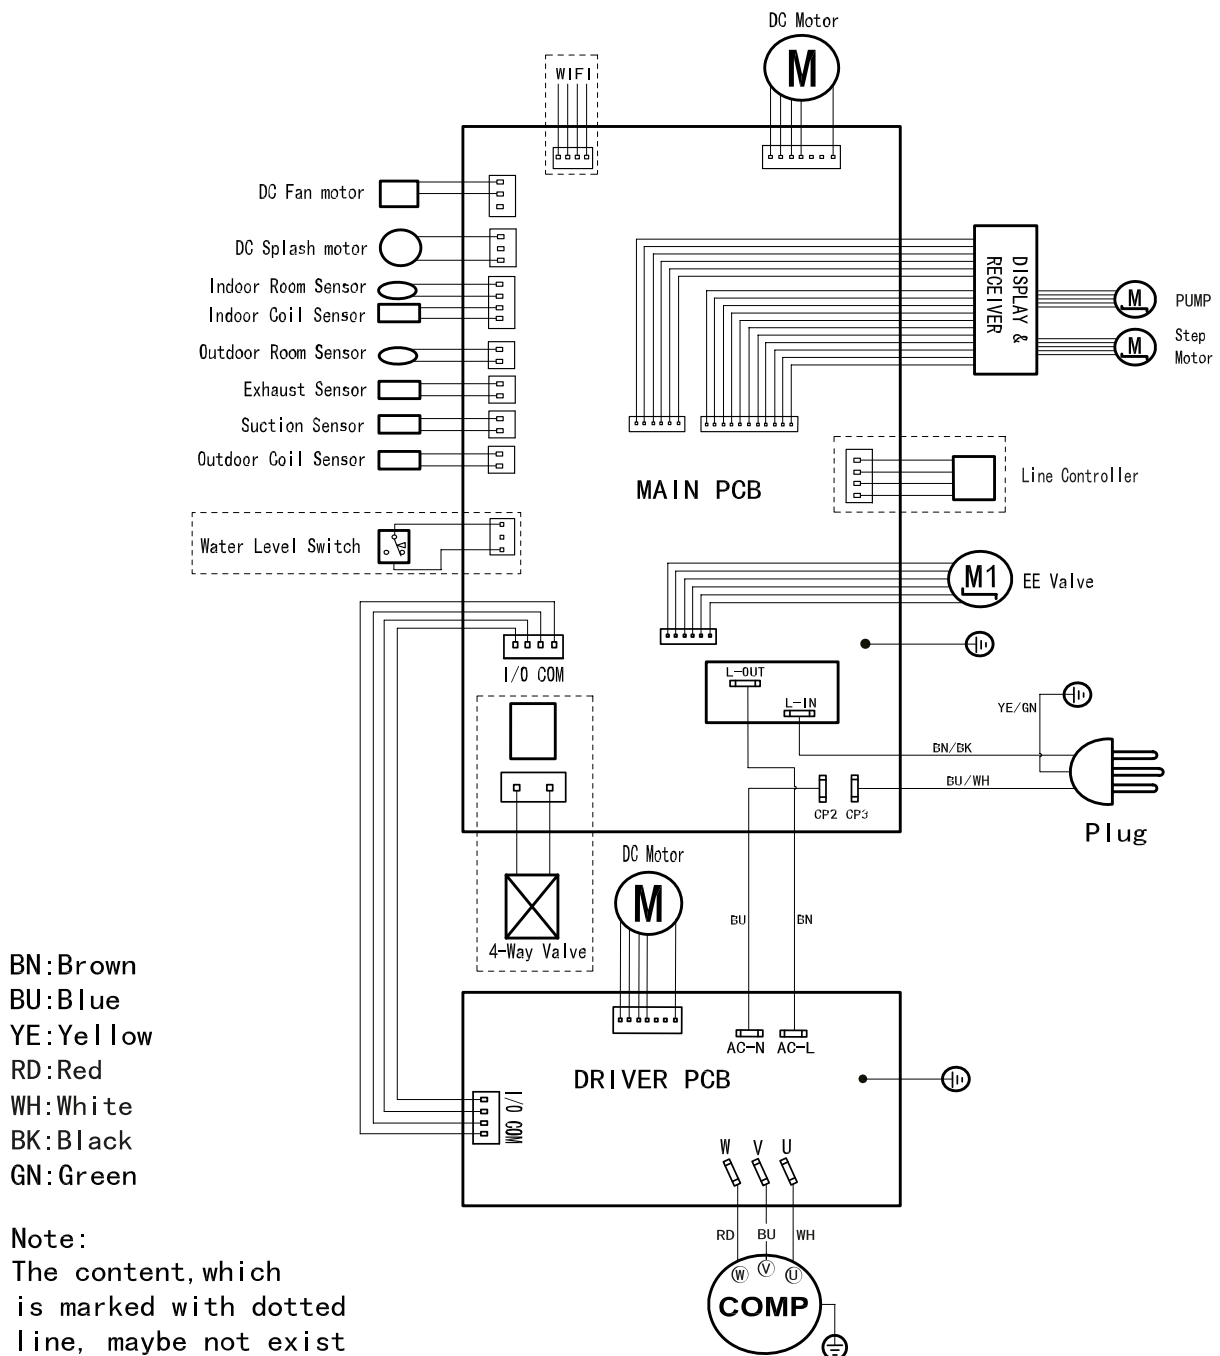 DC Motor
M
WIFI
DC Fan motor
DC Splash motor
Indoor Room Sensor
Indoor Coil Sensor
Outdoor Room Sensor
Exhaust Sensor
Suction Sensor
Outdoor Coil Sensor
Water Level Switch
DISPLAY &
RECEIVER
M
PUMP
M
Step
Motor
MAIN PCB
Line Controller
M1
EE Valve
I/O COM
L-OUT
L-IN
YE/GN
BN/BK
BU/WH
CP2
CP3
Plug
4-Way Valve
DC Motor
M
BU
BN
AC-N
AC-L
DRIVER PCB
I/O COM
W
V
U
RD
BU
WH
W
V
U
COMP
BN:Brown
BU:Blue
YE:Yellow
RD:Red
WH:White
BK:Black
GN:Green
Note:
The content,which
is marked with dotted
line, maybe not exist